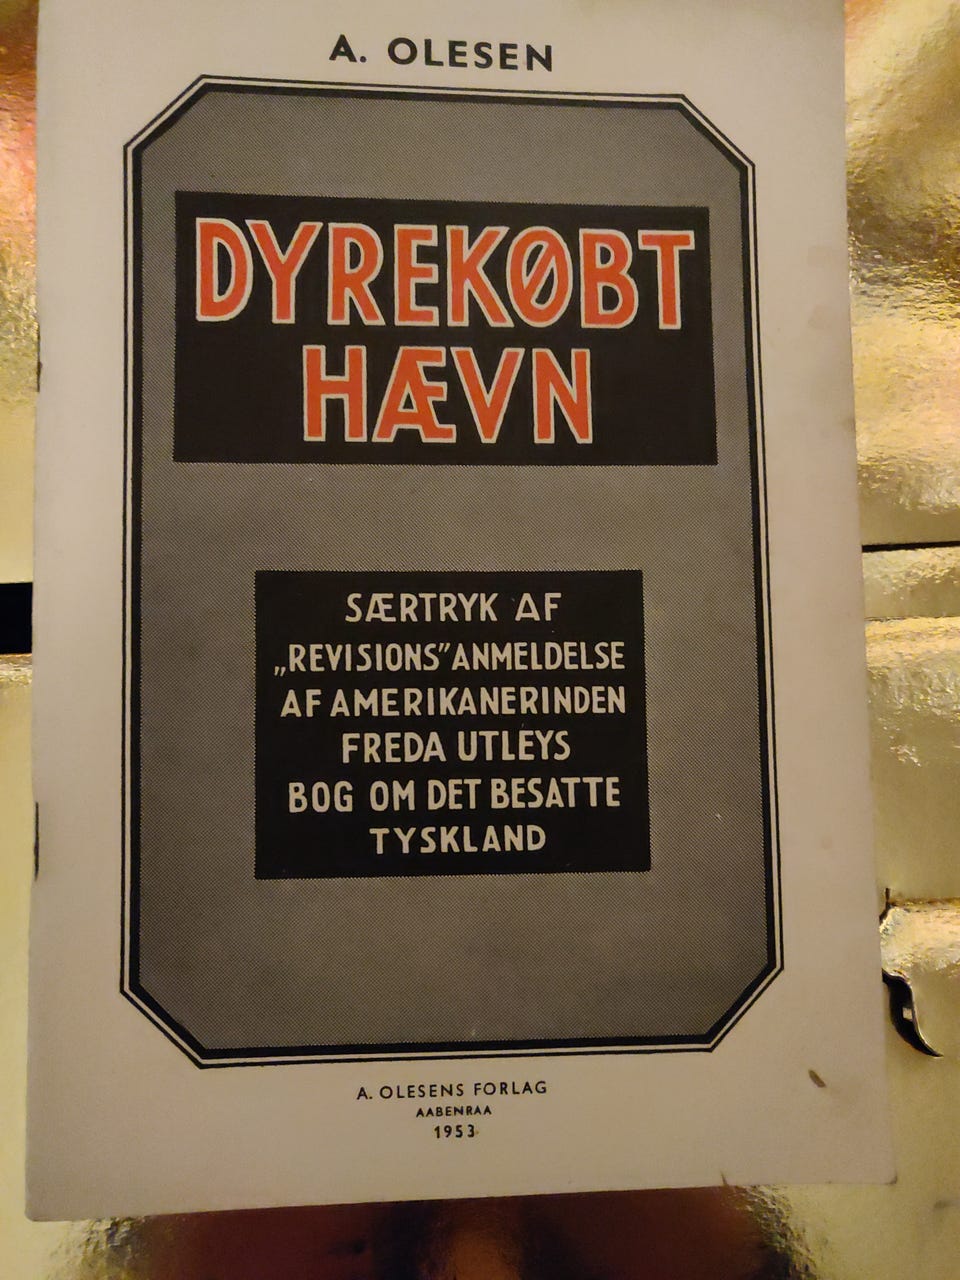 A. OLESEN
DYREKØBT
HÆVN
SÆRTRYK AF
„REVISIONS” ANMELDELSE
AF AMERIKANERINDEN
FREDA UTLEYS
BOG OM DET BESATTE
TYSKLAND
A. OLESENS FORLAG
AABENRAA
1953